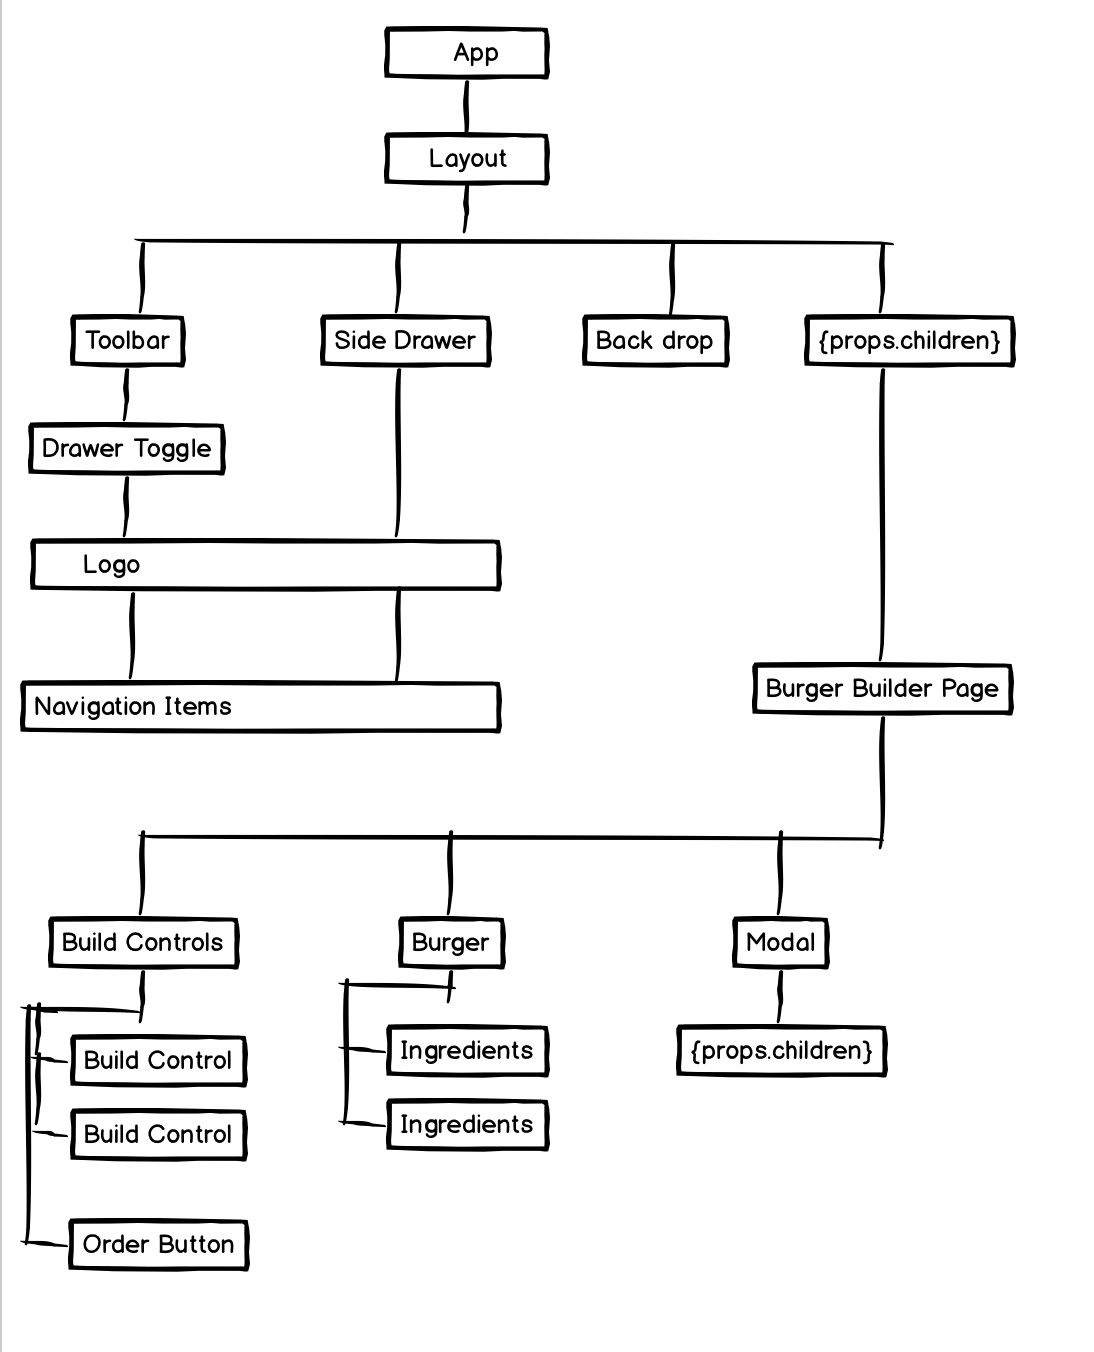 App
Layout
Toolbar
Side Drawer
Back drop
{props.children}
Drawer Toggle
Logo
Burger Builder Page
Navigation Items
Build Controls
Burger
Modal
Ingredients
{props.children}
Build Control
Ingredients
Build Control
Order Button